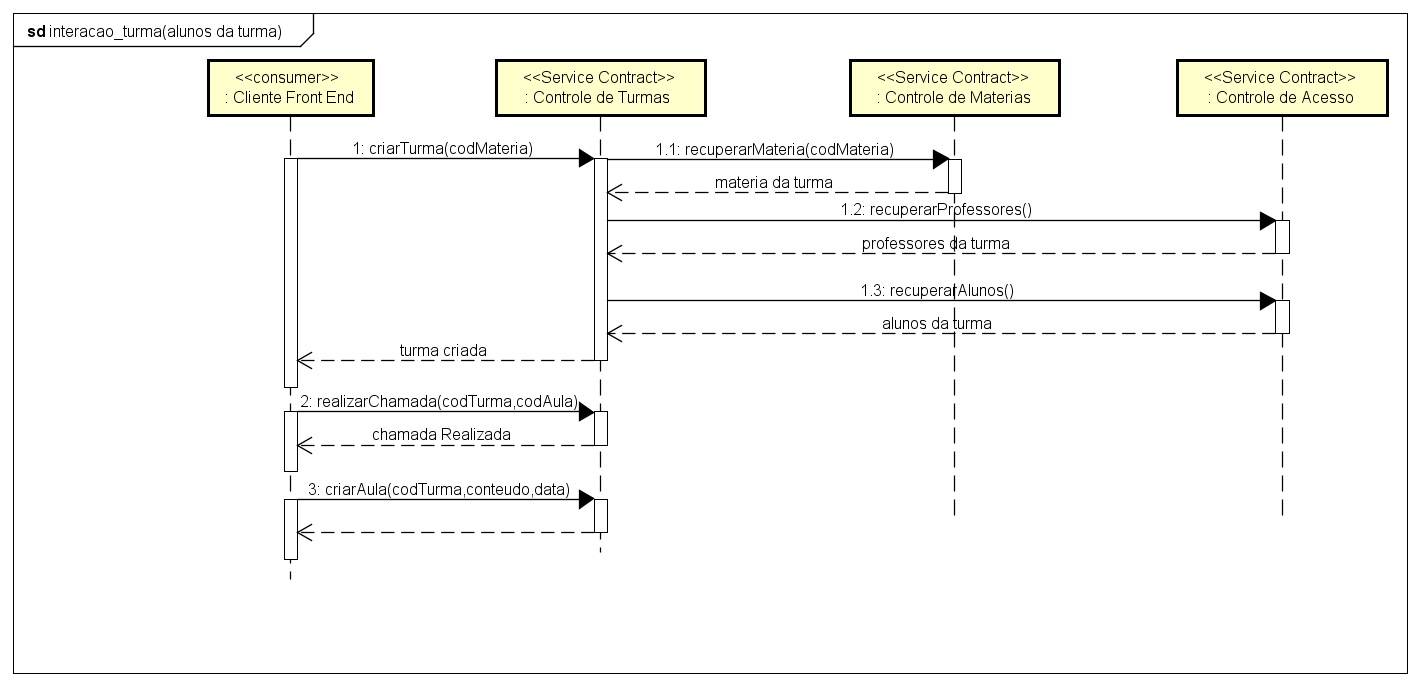 sd interacao_turma(alunos da turma)
<<consumer>>
: Cliente Front End
<<Service Contract>>
: Controle de Turmas
<<Service Contract>>
: Controle de Materias
<<Service Contract>>
: Controle de Acesso
1: criarTurma(codMateria)
1.1: recuperarMateria(codMateria)
materia da turma
1.2: recuperarProfessores()
professores da turma
1.3: recuperarAlunos()
alunos da turma
turma criada
2: realizarChamada(codTurma,codAula)
chamada Realizada
3: criarAula(codTurma,conteudo,data)